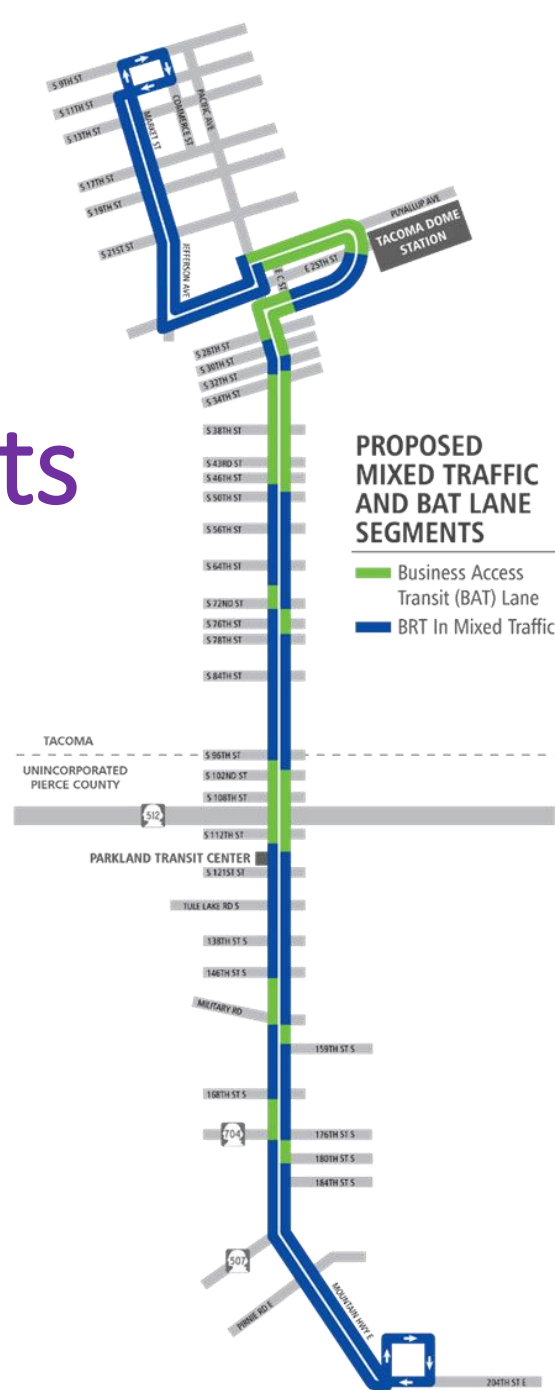 S 9TH ST
S 11TH ST
S 13TH ST
MARKET ST
COMMERCE ST
PACIFIC AVE
S 17TH ST
S 19TH ST
S 21ST ST
JEFFERSON AVE
PUYALLUP AVE
TACOMA DOME
STATION
E 25TH ST
E C ST
S 28TH ST
S 30TH ST
S 32TH ST
S 34TH ST
ts
S 38TH ST
S 43RD ST
S 46TH ST
S 50TH ST
S 56TH ST
S 64TH ST
S 72ND ST
S 76TH ST
S 78TH ST
S 84TH ST
PROPOSED
MIXED TRAFFIC
AND BAT LANE
SEGMENTS
Business Access
Transit (BAT) Lane
BRT In Mixed Traffic
TACOMA
S 96TH ST
UNINCORPORATED
PIERCE COUNTY
S 102ND ST
S 108TH ST
512
S 112TH ST
PARKLAND TRANSIT CENTER
S 121ST ST
TULE LAKE RD S
138TH ST S
146TH ST S
MILITARY RD
159TH ST S
168TH ST S
704
176TH ST S
180TH ST S
184TH ST S
507
PIRNIE RD E
MOUNTAIN HWY E
204TH ST E